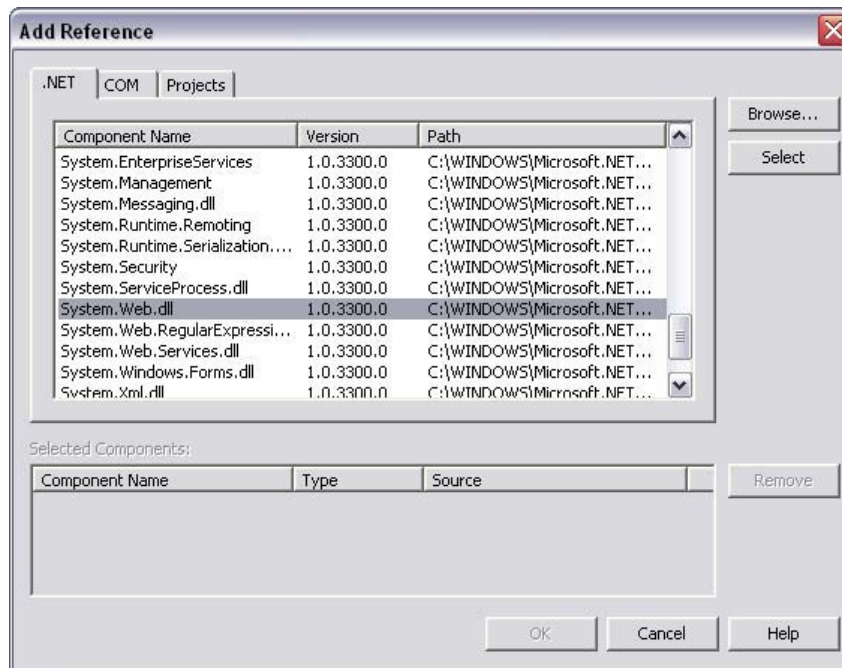 Add Reference
.NET COM Projects
Component Name Version Path
System.EnterpriseServices 1.0.3300.0 C:\WINDOWS\Microsoft.NET...
System.Management 1.0.3300.0 C:\WINDOWS\Microsoft.NET...
System.Messaging.dll 1.0.3300.0 C:\WINDOWS\Microsoft.NET...
System.Runtime.Remoting 1.0.3300.0 C:\WINDOWS\Microsoft.NET...
System.Runtime.Serialization.... 1.0.3300.0 C:\WINDOWS\Microsoft.NET...
System.Security 1.0.3300.0 C:\WINDOWS\Microsoft.NET...
System.ServiceProcess.dll 1.0.3300.0 C:\WINDOWS\Microsoft.NET...
System.Web.dll 1.0.3300.0 C:\WINDOWS\Microsoft.NET...
System.Web.RegularExpressi... 1.0.3300.0 C:\WINDOWS\Microsoft.NET...
System.Web.Services.dll 1.0.3300.0 C:\WINDOWS\Microsoft.NET...
System.Windows.Forms.dll 1.0.3300.0 C:\WINDOWS\Microsoft.NET...
System.Xml.dll 1.0.3300.0 C:\WINDOWS\Microsoft.NET...
Browse...
Select
Selected Components:
Component Name Type Source
Remove
OK Cancel Help